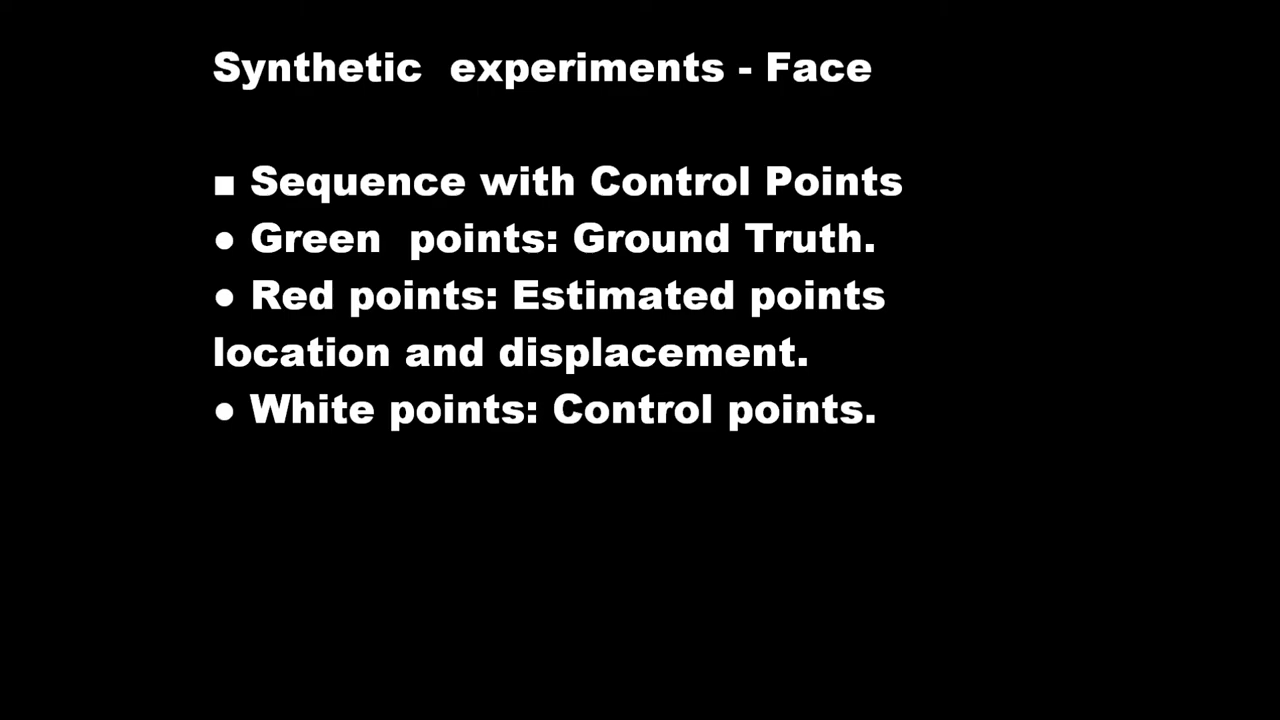 Synthetic  experiments - Face
■ Sequence with Control Points
● Green  points: Ground Truth.
● Red points: Estimated points
location and displacement.
● White points: Control points.